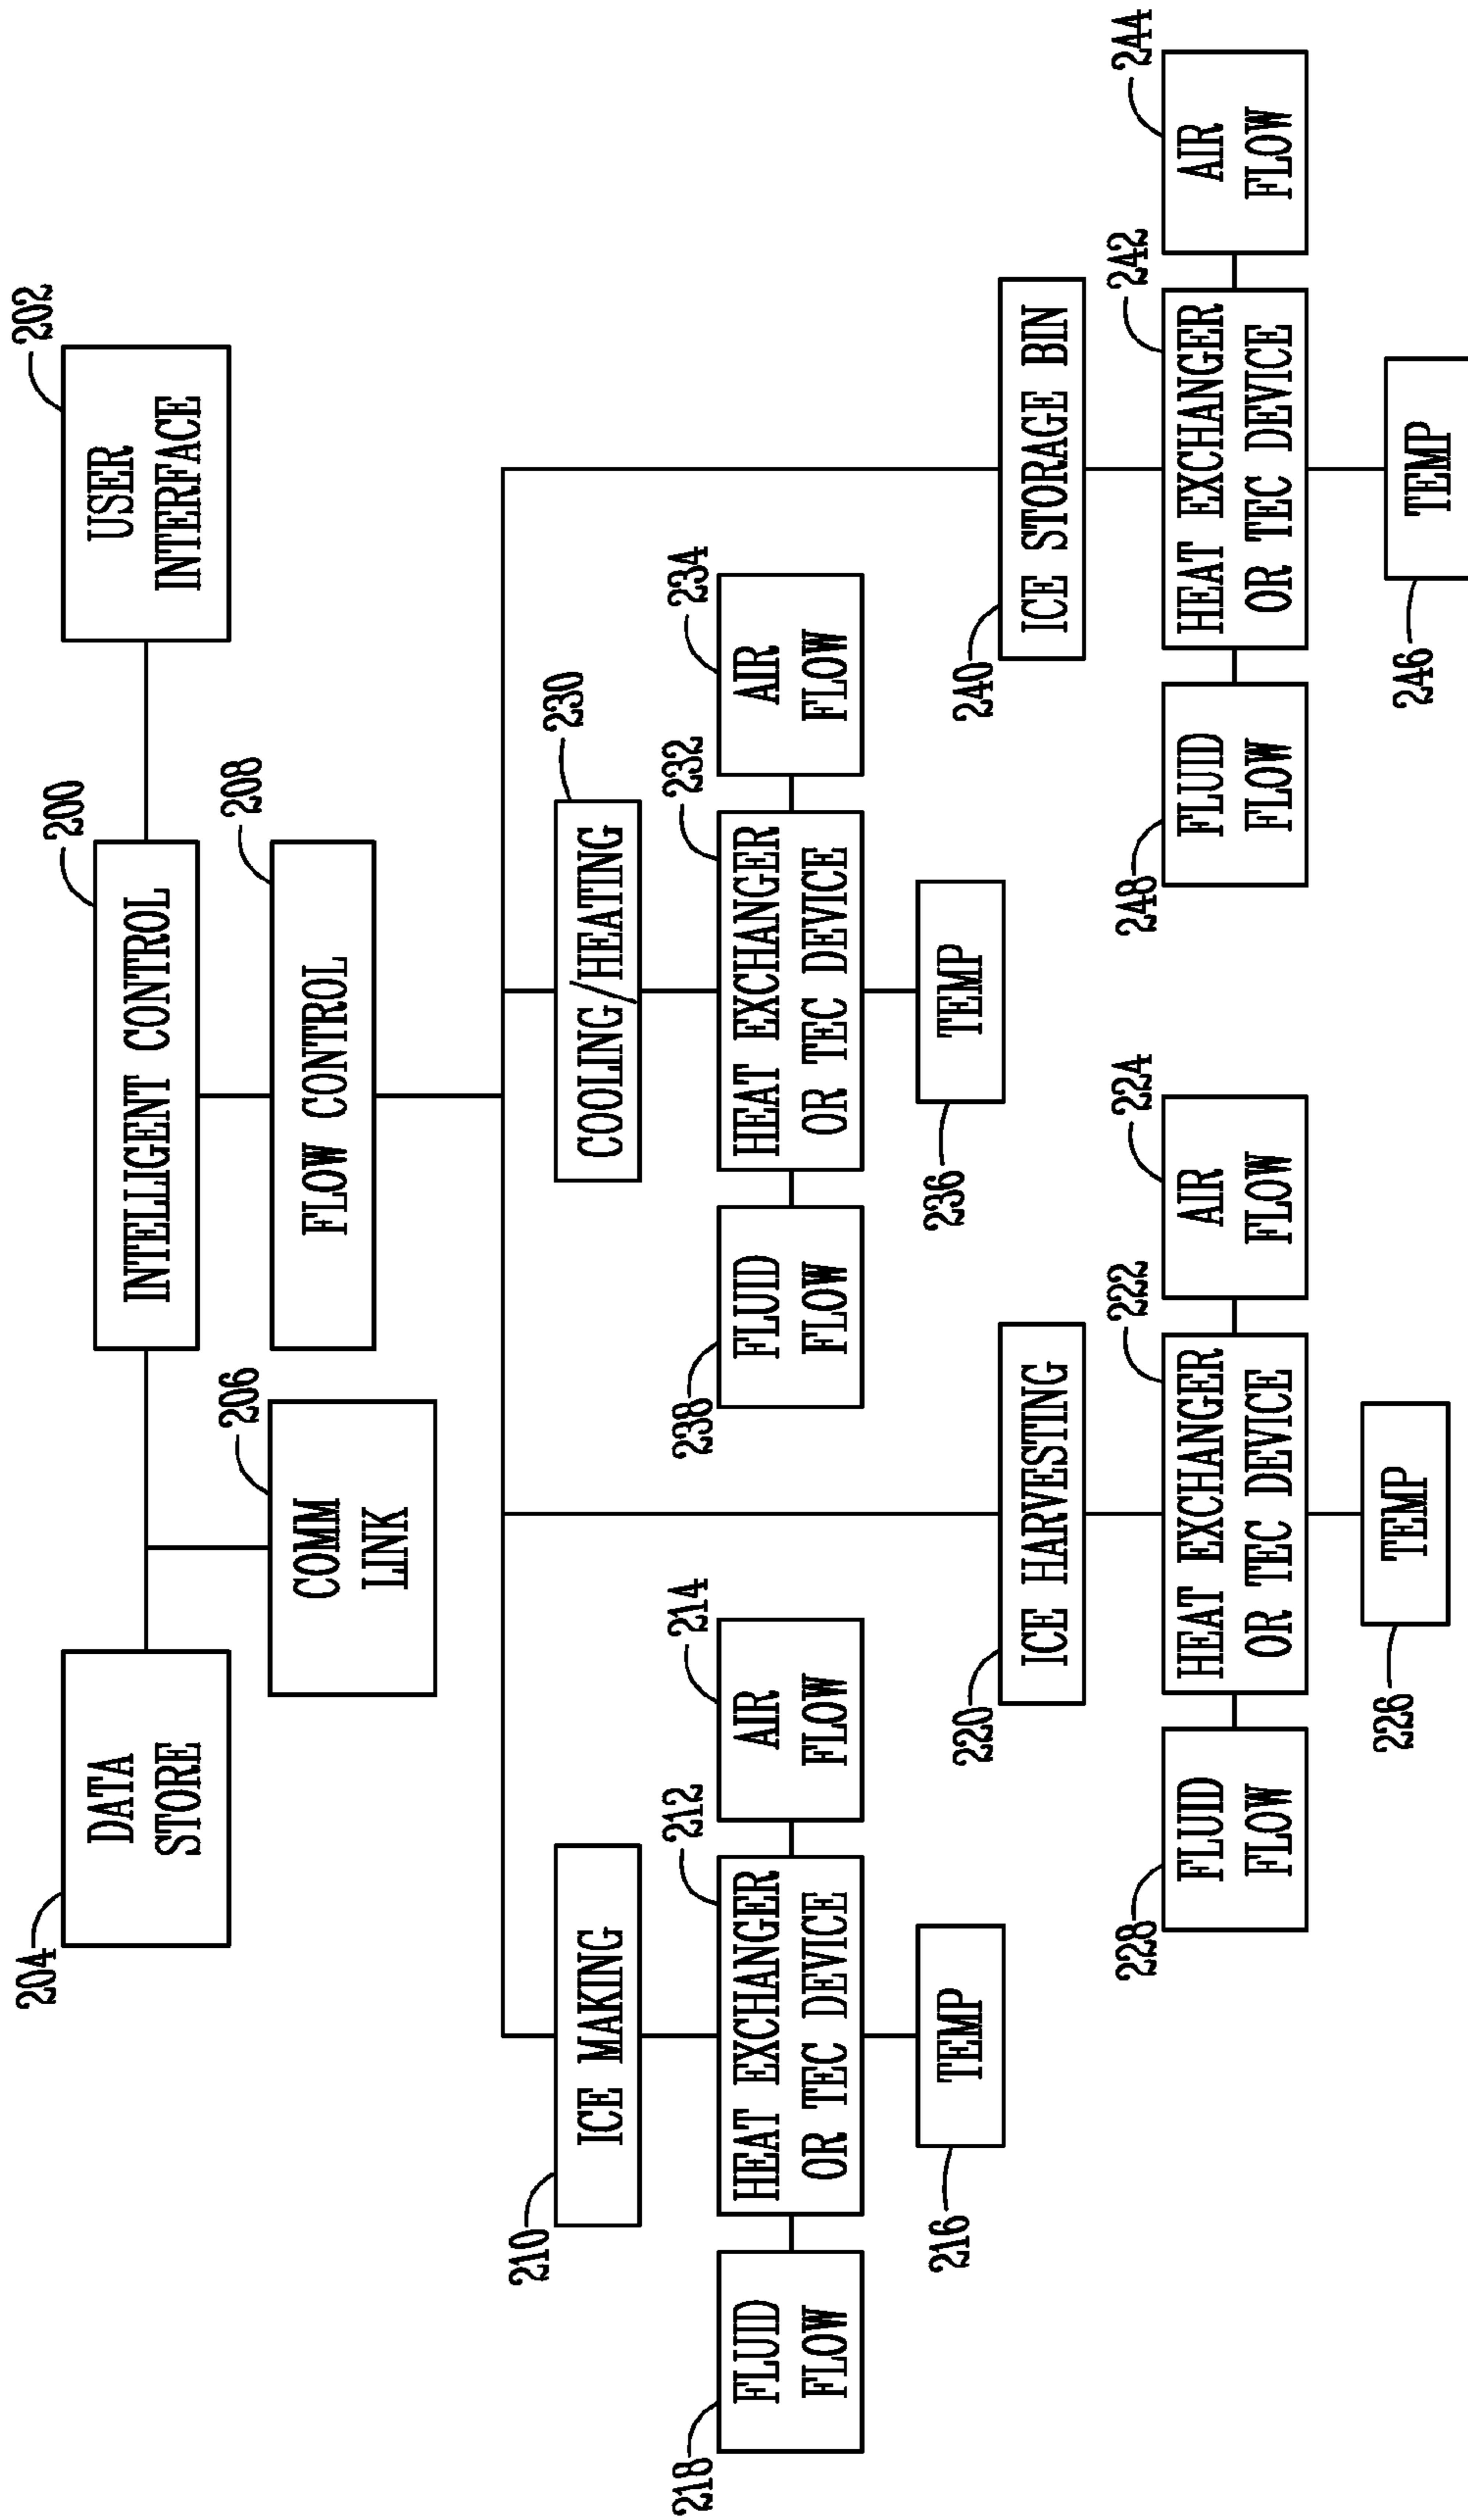 204
DATA
STORE
200
INTELLIGENT CONTROL
202
USER
INTERFACE
206
COMM
LINK
208
FLOW CONTROL
210
ICE MAKING
230
COOLING/HEATING
218
FLUID
FLOW
212
HEAT EXCHANGER
OR TEC DEVICE
214
AIR
FLOW
216
TEMP
238
FLUID
FLOW
232
HEAT EXCHANGER
OR TEC DEVICE
234
AIR
FLOW
236
TEMP
220
ICE HARVESTING
240
ICE STORAGE BIN
228
FLUID
FLOW
222
HEAT EXCHANGER
OR TEC DEVICE
224
AIR
FLOW
226
TEMP
248
FLUID
FLOW
242
HEAT EXCHANGER
OR TEC DEVICE
244
AIR
FLOW
246
TEMP